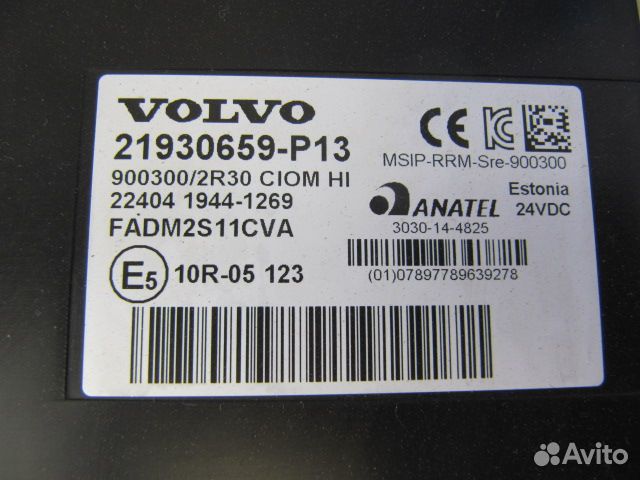 VOLVO
21930659-P13
900300/2R30 CIOM HI
22404 1944-1269
FADM2S11CVA
E5 10R-05 123
CE
MSIP-RRM-Sre-900300
Estonia
ANATEL 24VDC
3030-14-4825
(01)07897789639278
Avito